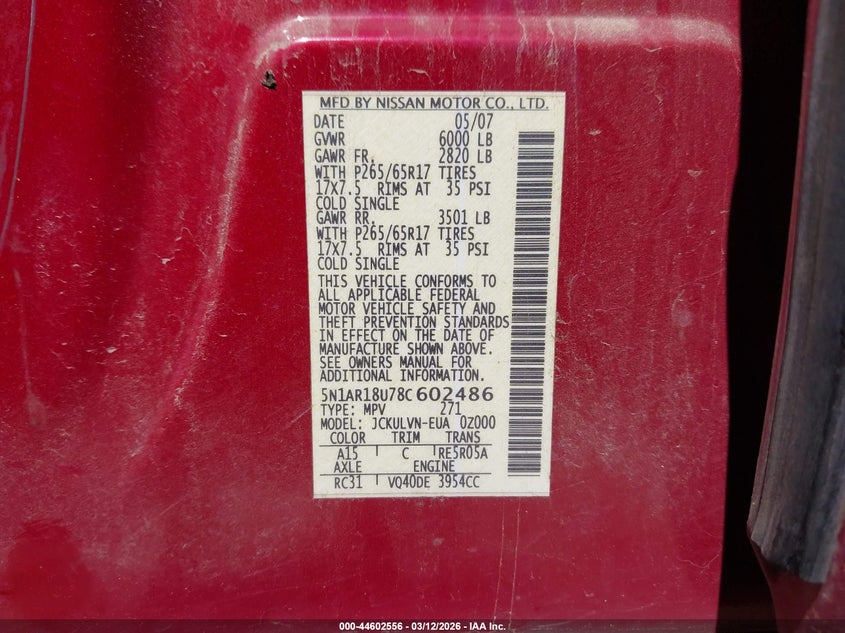 MFD BY NISSAN MOTOR CO., LTD.
DATE 05/07
GVWR 6000 LB
GAWR FR. 2820 LB
WITH P265/65R17 TIRES
17X7.5 RIMS AT 35 PSI
COLD SINGLE
GAWR RR. 3501 LB
WITH P265/65R17 TIRES
17X7.5 RIMS AT 35 PSI
COLD SINGLE
THIS VEHICLE CONFORMS TO
ALL APPLICABLE FEDERAL
MOTOR VEHICLE SAFETY AND
THEFT PREVENTION STANDARDS
IN EFFECT ON THE DATE OF
MANUFACTURE SHOWN ABOVE.
SEE OWNERS MANUAL FOR
ADDITIONAL INFORMATION.
5N1AR18U78C602486
TYPE: MPV 271
MODEL: JCKULVN-EUA 0Z000
COLOR TRIM TRANS
A15 C RE5R05A
AXLE ENGINE
RC31 VQ40DE 3954CC
000-44602556 - 03/12/2026 - IAA Inc.